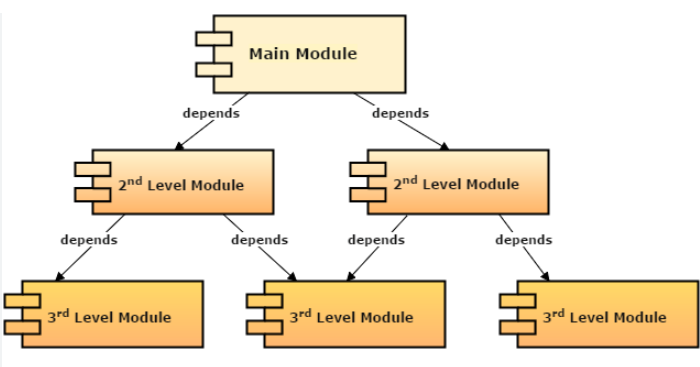 Main Module
depends depends
2nd Level Module 2nd Level Module
depends depends depends depends
3rd Level Module 3rd Level Module 3rd Level Module